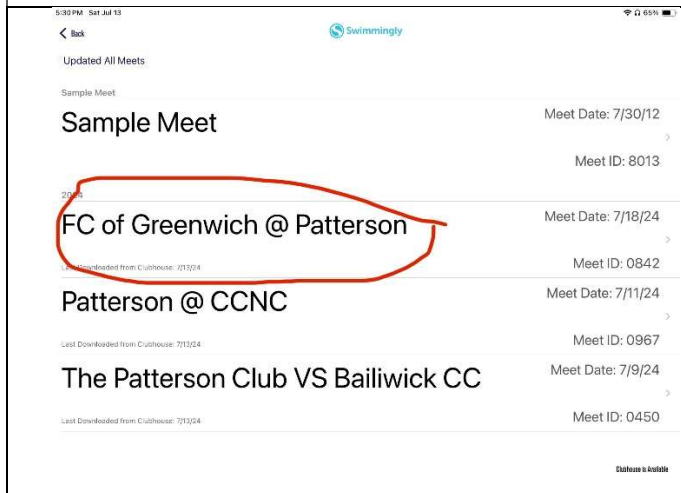 5:30 PM Sat Jul 13
65%
Back
Swimmingly
Updated All Meets
Sample Meet
Sample Meet
Meet Date: 7/30/12
Meet ID: 8013
2024
FC of Greenwich @ Patterson
Meet Date: 7/18/24
Last Downloaded from Clubhouse: 7/13/24
Meet ID: 0842
Patterson @ CCNC
Meet Date: 7/11/24
Last Downloaded from Clubhouse: 7/13/24
Meet ID: 0967
The Patterson Club VS Bailiwick CC
Meet Date: 7/9/24
Last Downloaded from Clubhouse: 7/13/24
Meet ID: 0450
Clubhouse is Available